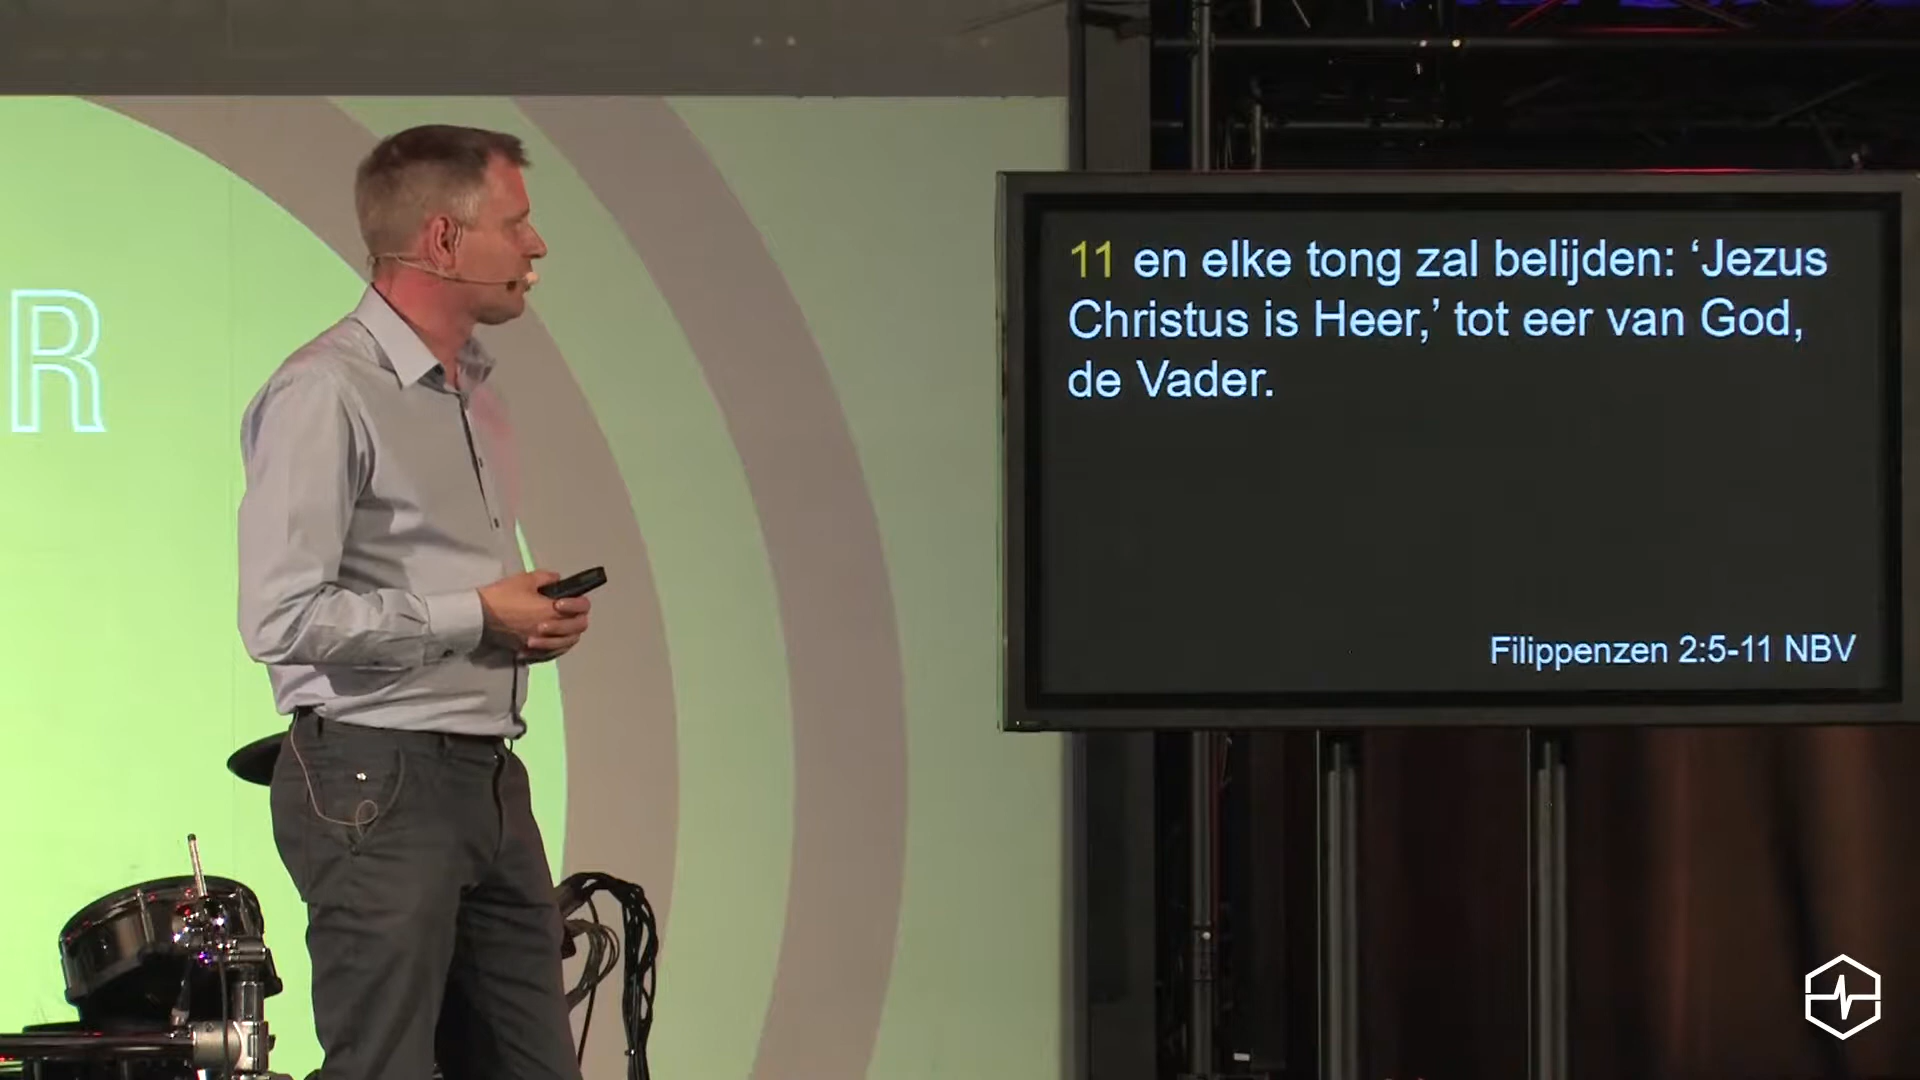 R
11 en elke tong zal belijden: ‘Jezus
Christus is Heer,’ tot eer van God,
de Vader.
Filippenzen 2:5-11 NBV